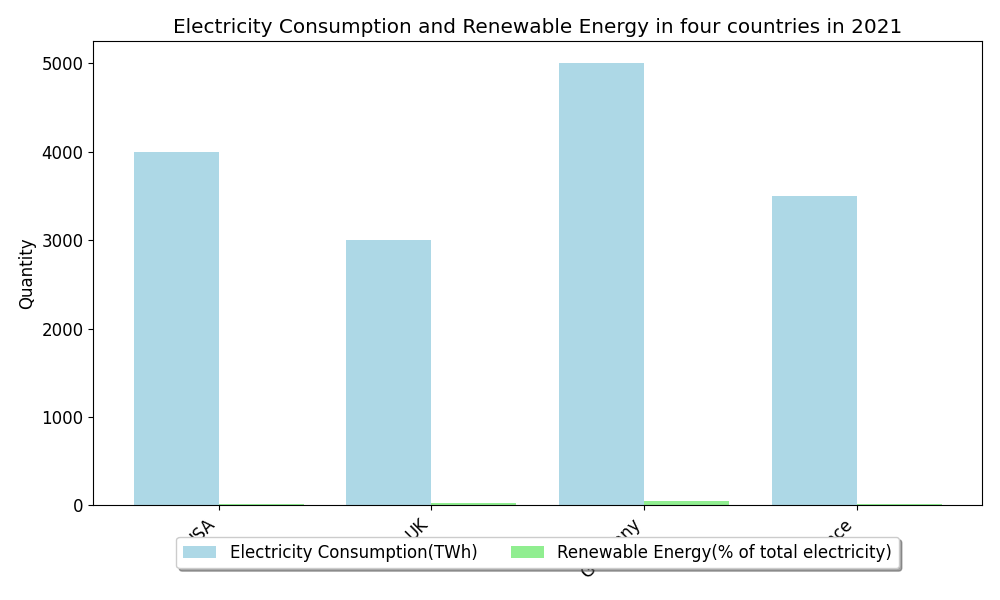 Electricity Consumption and Renewable Energy in four countries in 2021
Quantity
5000
4000
3000
2000
1000
0
UK
Electricity Consumption(TWh)
Renewable Energy(% of total electricity)